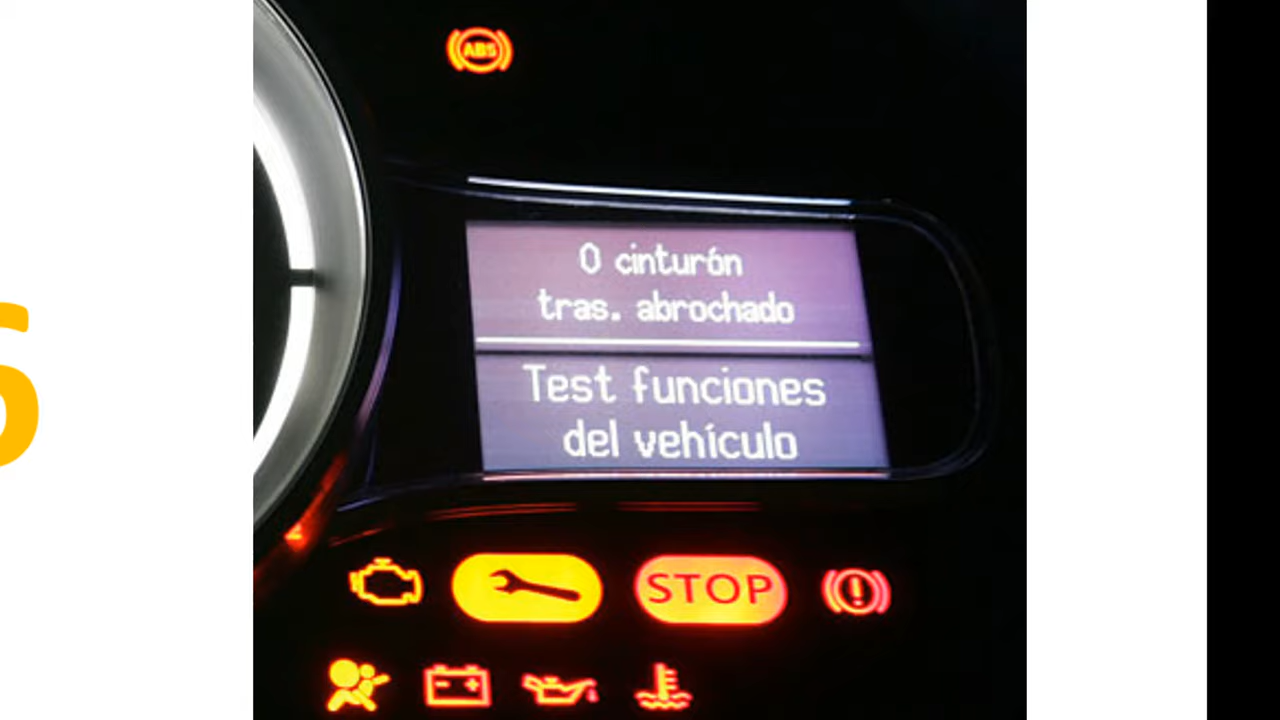 ABS
0 cinturón
tras. abrochado
Test funciones
del vehículo
STOP